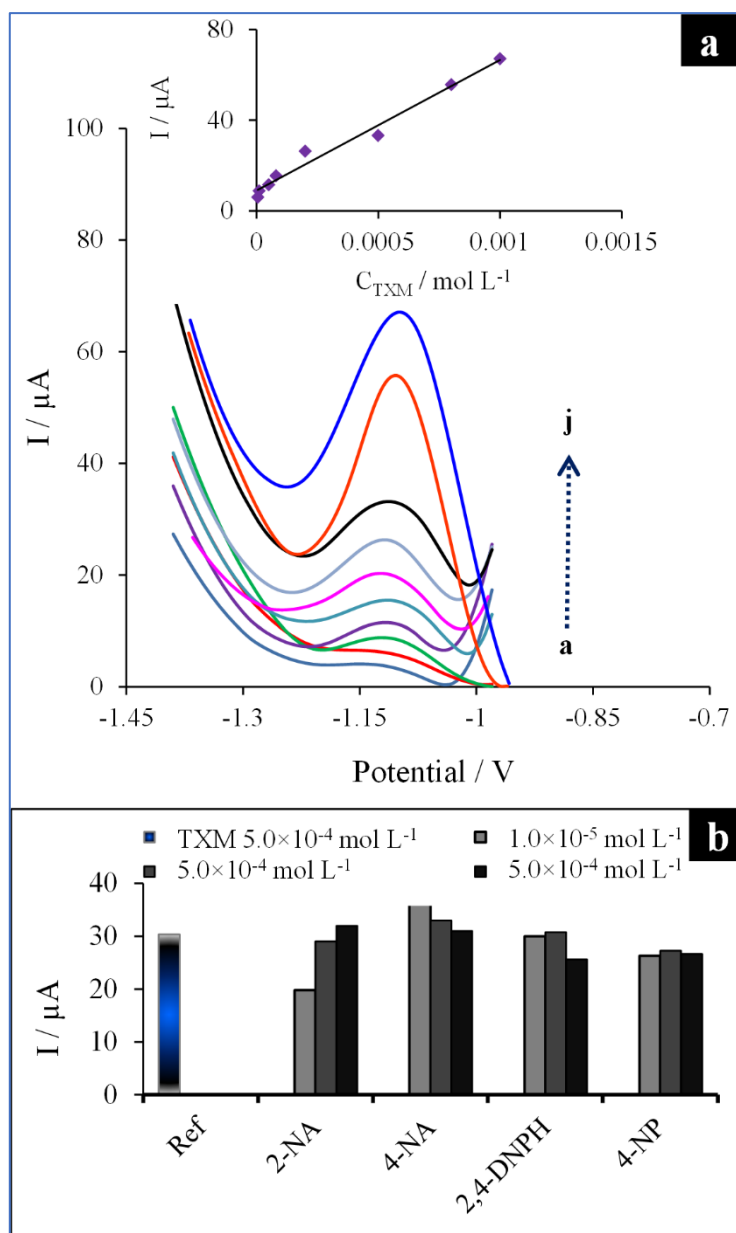 a
80
40
0
I / µA
0
0.0005
0.001
0.0015
C_TXM / mol L⁻¹
100
80
60
40
20
0
I / µA
j
a
-1.45
-1.3
-1.15
-1
-0.85
-0.7
Potential / V
b
TXM 5.0×10⁻⁴ mol L⁻¹
1.0×10⁻⁵ mol L⁻¹
5.0×10⁻⁴ mol L⁻¹
5.0×10⁻⁴ mol L⁻¹
40
30
20
10
0
I / µA
Ref
2-NA
4-NA
2,4-DNPH
4-NP